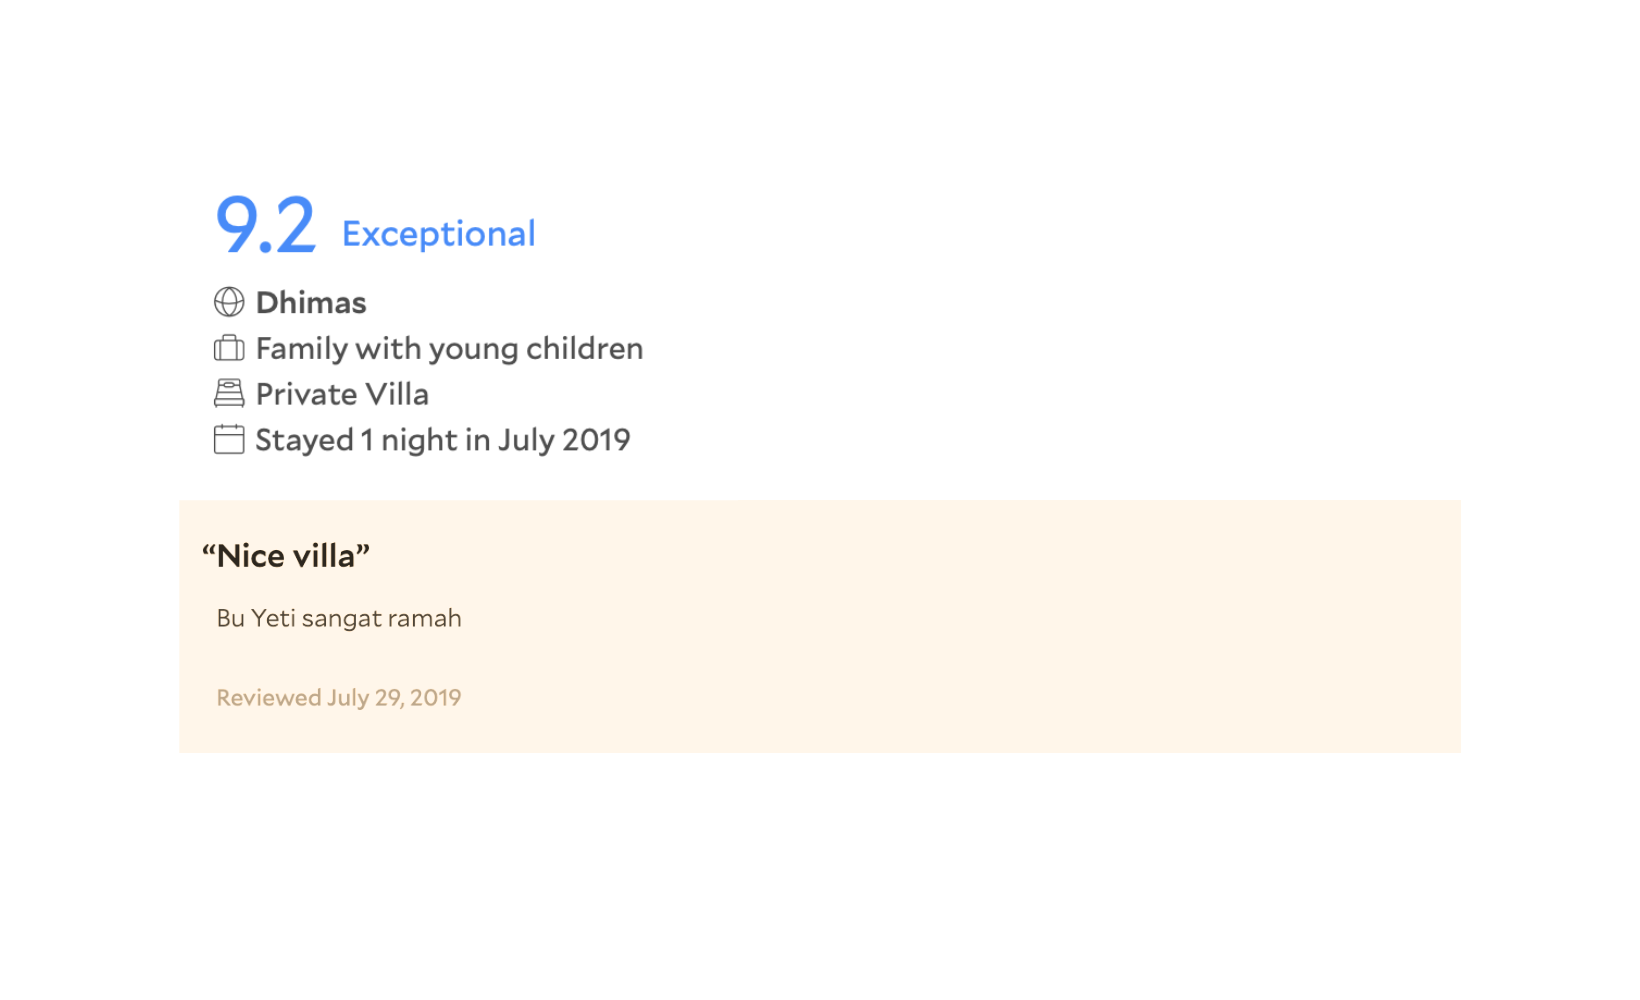 9.2 Exceptional
Dhimas
Family with young children
Private Villa
Stayed 1 night in July 2019
“Nice villa”
Bu Yeti sangat ramah
Reviewed July 29, 2019